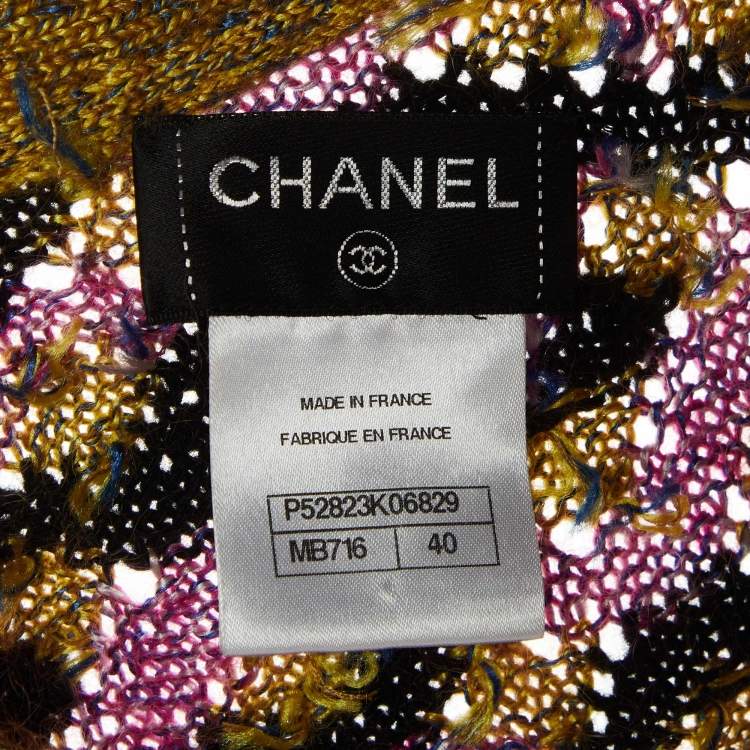 CHANEL
MADE IN FRANCE
FABRIQUE EN FRANCE
P52823K06829
MB716 40